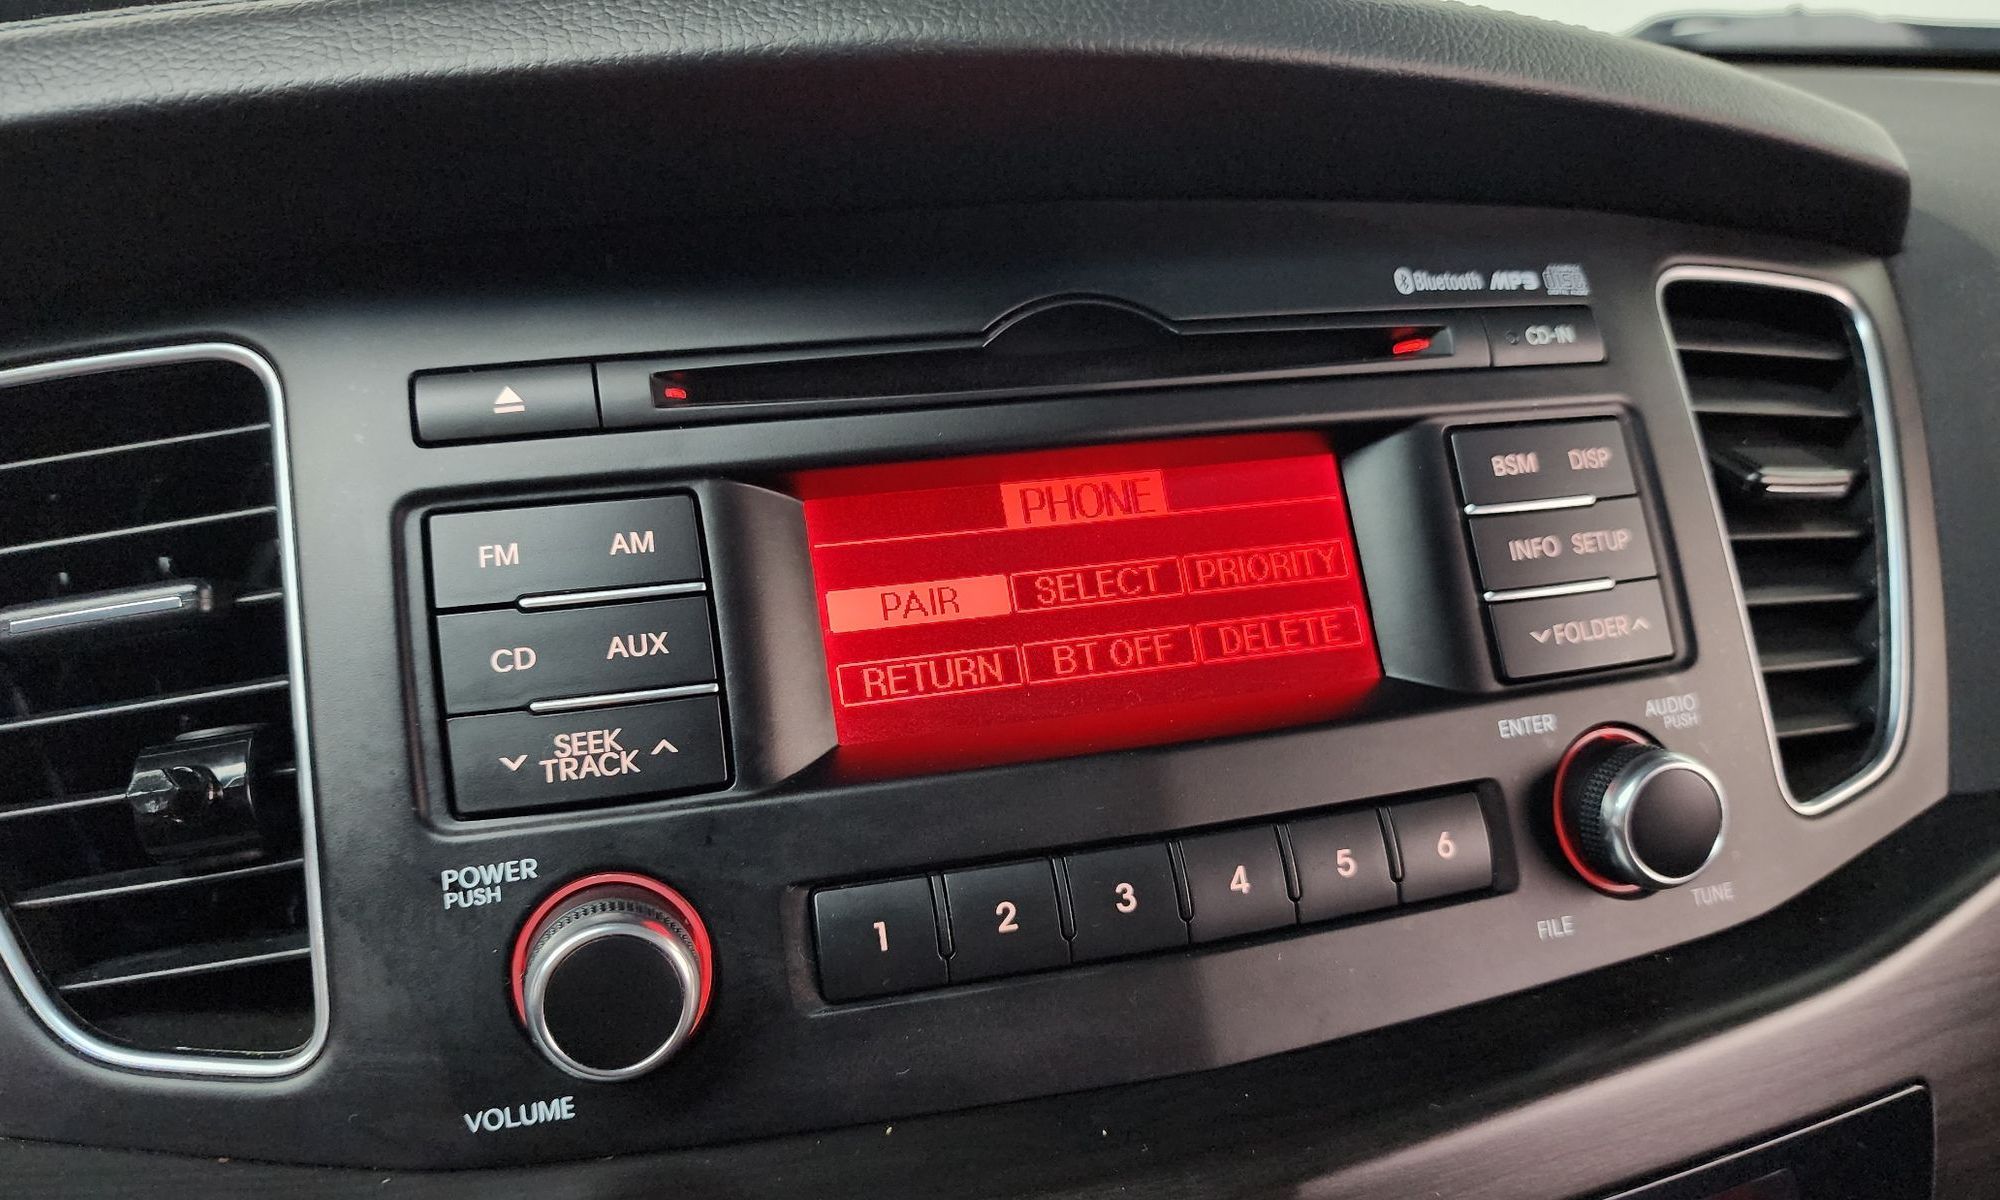 Bluetooth MP3
CD-IN
FM AM
CD AUX
SEEK
TRACK
PHONE
PAIR SELECT PRIORITY
RETURN BT OFF DELETE
BSM DISP
INFO SETUP
FOLDER
POWER
PUSH
VOLUME
1 2 3 4 5 6
ENTER
AUDIO
PUSH
FILE
TUNE